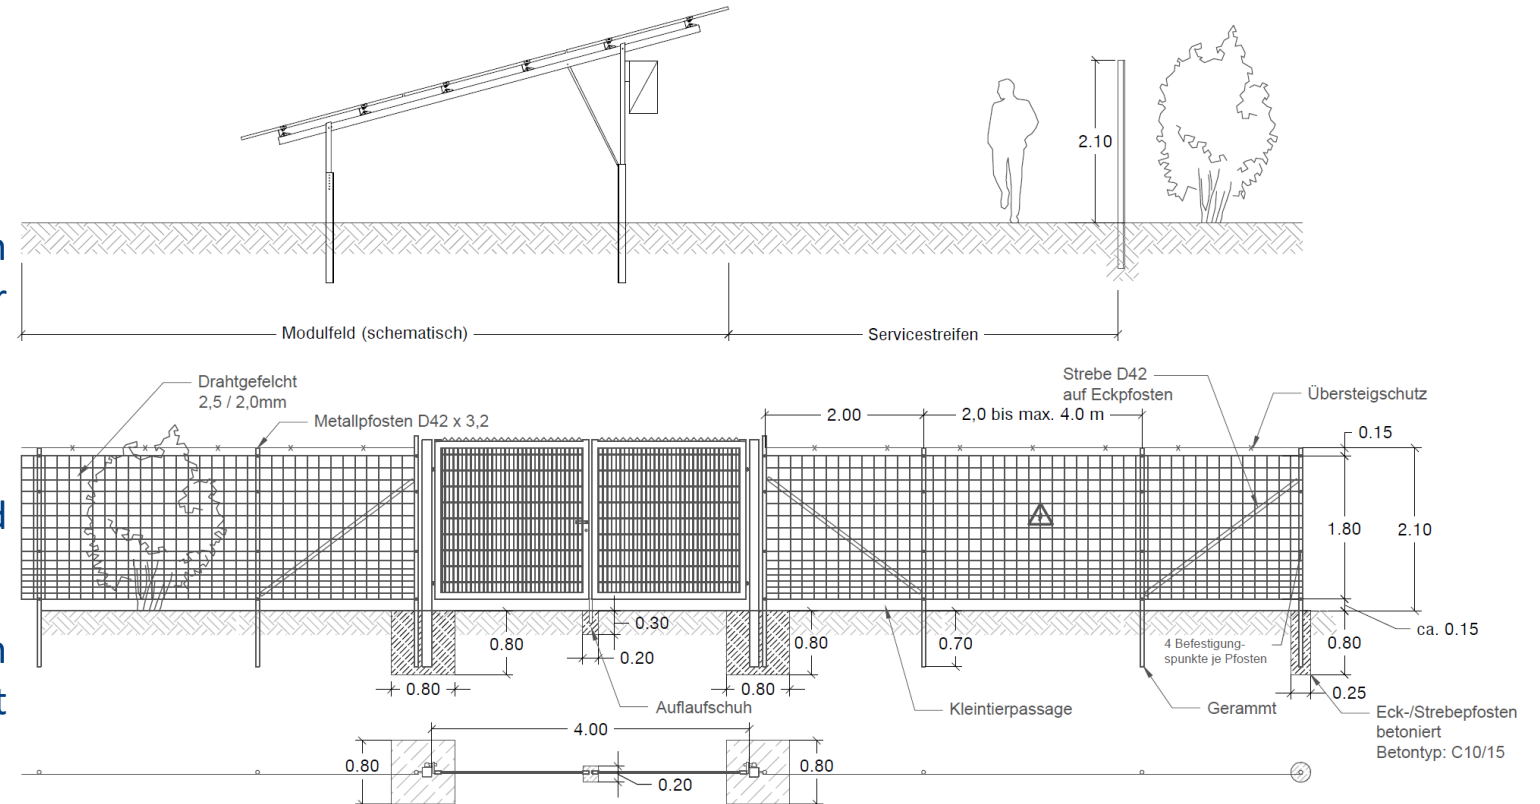 2.10
n
r
Modulfeld (schematisch)
Servicestreifen
Drahtgefelcht
2,5 / 2,0mm
Metallpfosten D42 x 3,2
Strebe D42
auf Eckpfosten
Übersteigschutz
2.00
2,0 bis max. 4.0 m
0.15
d
1.80
2.10
n
t
0.80
0.30
0.20
0.80
0.80
0.80
0.70
4 Befestigung-
spunkte je Pfosten
0.80
ca. 0.15
0.25
Auflaufschuh
Kleintierpassage
Gerammt
Eck-/Strebepfosten
betoniert
Betontyp: C10/15
4.00
0.80
0.20
0.80